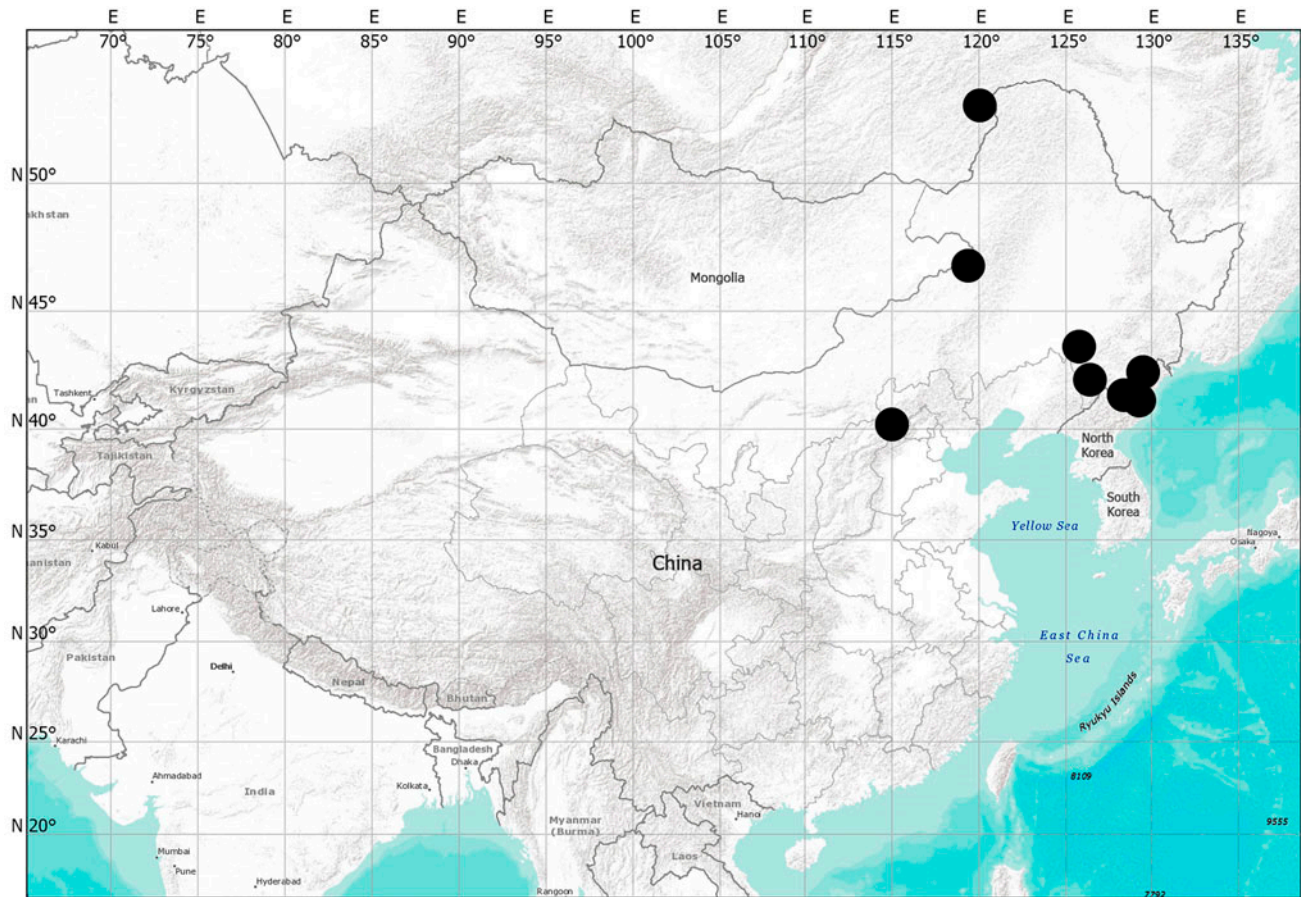 E E E E E E E E E E E E E E
70° 75° 80° 85° 90° 95° 100° 105° 110° 115° 120° 125° 130° 135°
N 50°
khstan
Mongolia
N 45°
Kyrgyzstan
Tashkent
N 40°
North
Korea
Tajikistan
South
Korea
Yellow Sea
Nagoya
Osaka
N 35°
Kabul
anistan
China
Lahore
East China
Sea
N 30°
Pakistan
Delhi
Nepal
Bhutan
Ryukyu Islands
N 25°
Karachi
Bangladesh
Dhaka
Ahmadabad
India
Kolkata
8109
Vietnam
Hanoi
Myanmar
(Burma)
9555
N 20°
Laos
Mumbai
Pune
Hyderabad
Rangoon
7792